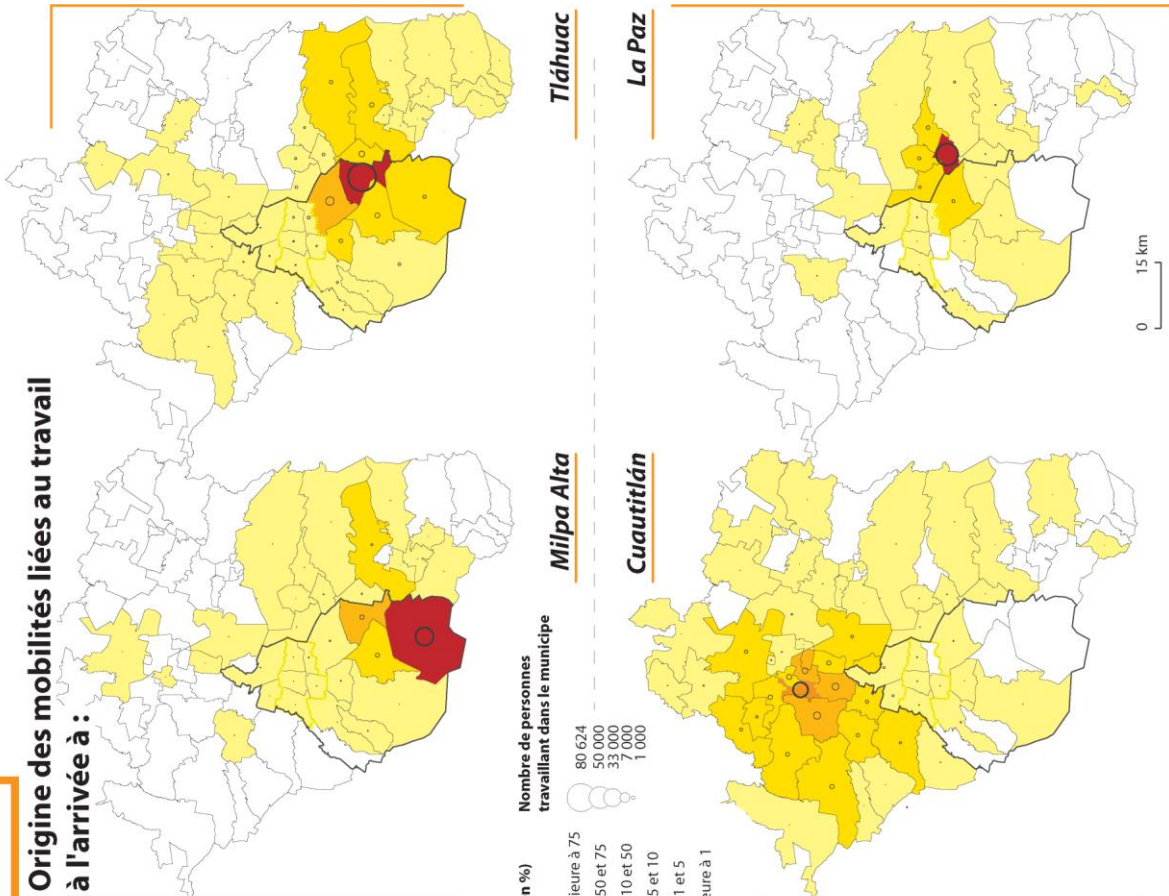 Origine des mobilités liées au travail
à l'arrivée à :
Milpa Alta
Tláhuac
n %)
ieure à 75
50 et 75
10 et 50
5 et 10
1 et 5
eure à 1
Nombre de personnes
travaillant dans le municipe
80 624
50 000
33 000
7 000
1 000
Cuautitlán
La Paz
0 15 km